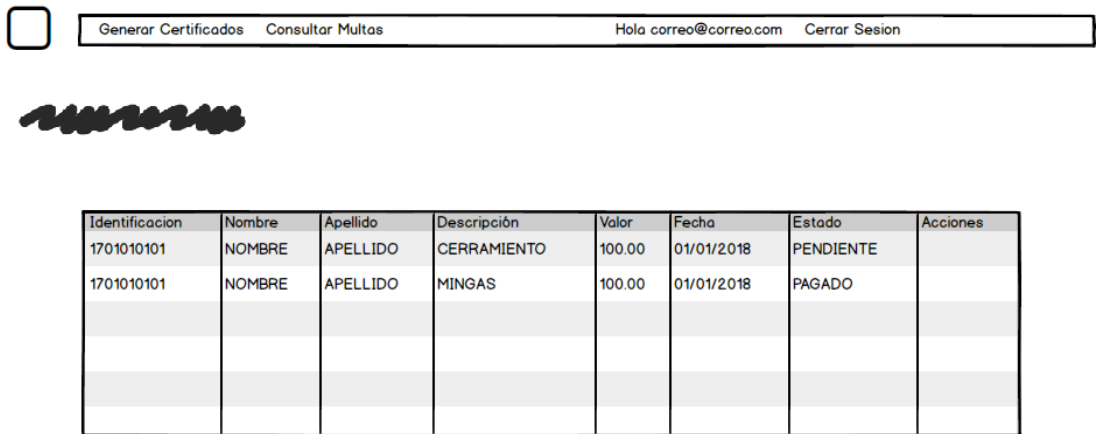 Generar Certificados Consultar Multas Hola correo@correo.com Cerrar Sesion
Identificacion Nombre Apellido Descripción Valor Fecha Estado Acciones
1701010101 NOMBRE APELLIDO CERRAMIENTO 100.00 01/01/2018 PENDIENTE
1701010101 NOMBRE APELLIDO MINGAS 100.00 01/01/2018 PAGADO